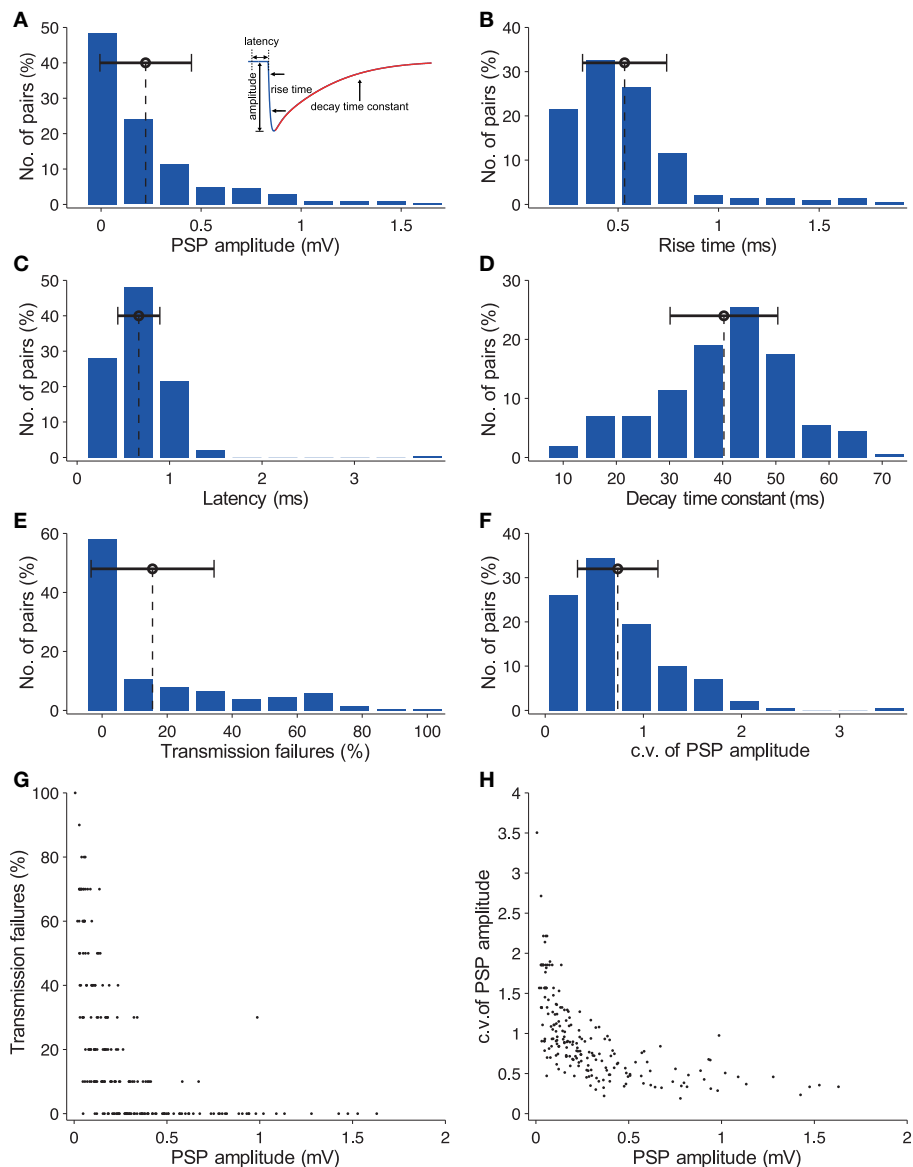 A
50
40
30
20
10
0
No. of pairs (%)
0
0.5
1
1.5
PSP amplitude (mV)
latency
amplitude
rise time
decay time constant
B
40
30
20
10
0
No. of pairs (%)
0.5
1
1.5
Rise time (ms)
C
50
40
30
20
10
0
No. of pairs (%)
0
1
2
3
Latency (ms)
D
30
20
10
0
No. of pairs (%)
10
20
30
40
50
60
70
Decay time constant (ms)
E
60
40
20
0
No. of pairs (%)
0
20
40
60
80
100
Transmission failures (%)
F
40
30
20
10
0
No. of pairs (%)
0
1
2
3
c.v. of PSP amplitude
G
100
80
60
40
20
0
Transmission failures (%)
0
0.5
1
1.5
2
PSP amplitude (mV)
H
4
3.5
3
2.5
2
1.5
1
0.5
0
c.v. of PSP amplitude
0
0.5
1
1.5
2
PSP amplitude (mV)